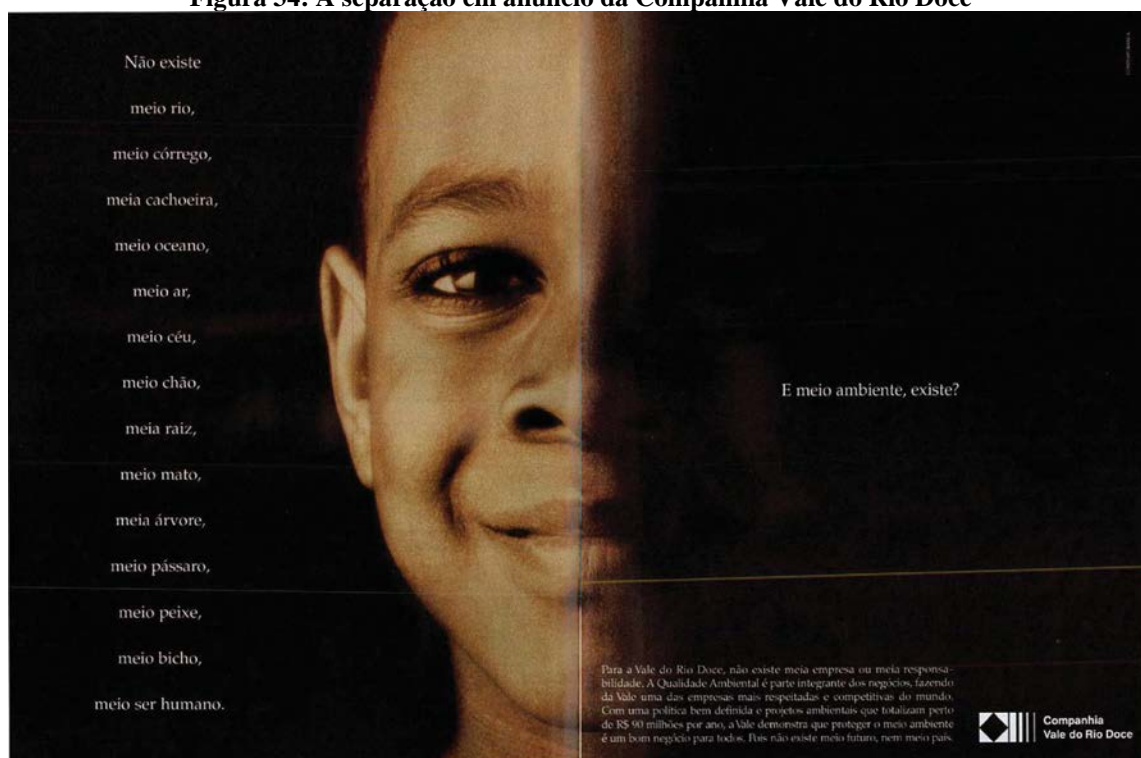 Figura 34: A separação em anúncio da Companhia Vale do Rio Doce
Não existe
meio rio,
meio córrego,
meia cachoeira,
meio oceano,
meio ar,
meio céu,
meio chão,
meia raiz,
meio mato,
meia árvore,
meio pássaro,
meio peixe,
meio bicho,
meio ser humano.
E meio ambiente, existe?
Para a Vale do Rio Doce, não existe meia empresa ou meia responsa-
bilidade. A Qualidade Ambiental é parte integrante dos negócios, fazendo
da Vale uma das empresas mais respeitadas e competitivas do mundo.
Com uma política bem definida e projetos ambientais que totalizam perto
de R$ 90 milhões por ano, a Vale demonstra que proteger o meio ambiente
é um bom negócio para todos. Pois não existe meio futuro, nem meio país.
Companhia
Vale do Rio Doce